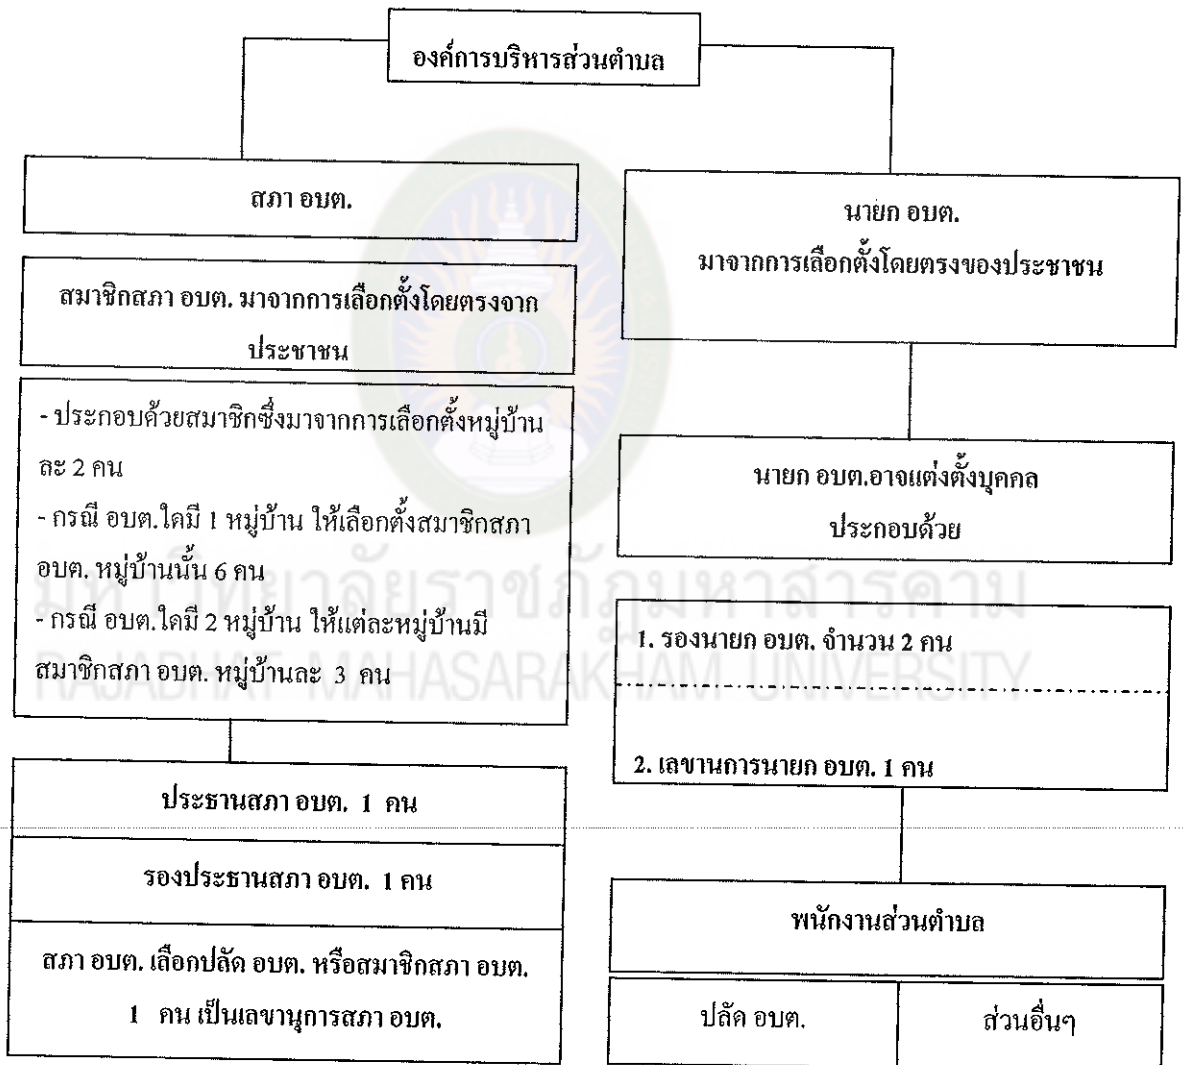 องค์การบริหารส่วนตำบล
สภา อบต.
สมาชิกสภา อบต. มาจากการเลือกตั้งโดยตรงจาก
ประชาชน
- ประกอบด้วยสมาชิกซึ่งมาจากการเลือกตั้งหมู่บ้าน
ละ 2 คน
- กรณี อบต.ใดมี 1 หมู่บ้าน ให้เลือกตั้งสมาชิกสภา
อบต. หมู่บ้านนั้น 6 คน
- กรณี อบต.ใดมี 2 หมู่บ้าน ให้แต่ละหมู่บ้านมี
สมาชิกสภา อบต. หมู่บ้านละ 3 คน
ประธานสภา อบต. 1 คน
รองประธานสภา อบต. 1 คน
สภา อบต. เลือกปลัด อบต. หรือสมาชิกสภา อบต.
1 คน เป็นเลขานุการสภา อบต.
นายก อบต.
มาจากการเลือกตั้งโดยตรงของประชาชน
นายก อบต.อาจแต่งตั้งบุคคล
ประกอบด้วย
1. รองนายก อบต. จำนวน 2 คน
2. เลขานการนายก อบต. 1 คน
พนักงานส่วนตำบล
ปลัด อบต.
ส่วนอื่นๆ
มหาวิทยาลัยราชภัฏมหาสารคาม
RAJABHAT MAHASARAKHAM UNIVERSITY